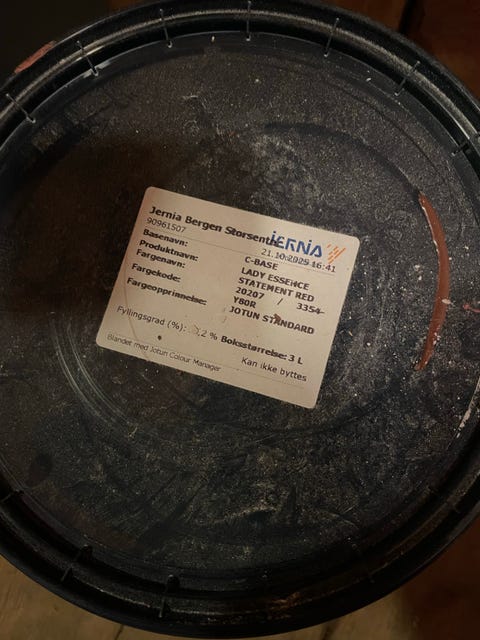 Jernia Bergen Storsenter
JERNIA
90961507
21.10.2025 16:41
Basenavn: C-BASE
Produktnavn: LADY ESSENCE
Fargenavn: STATEMENT RED
Fargekode: 20207 / 3354-Y80R
Fargeopprinnelse: JOTUN STANDARD
Fyllingsgrad (%): 2 % Boksstørrelse: 3 L
Blandet med Jotun Colour Manager
Kan ikke byttes